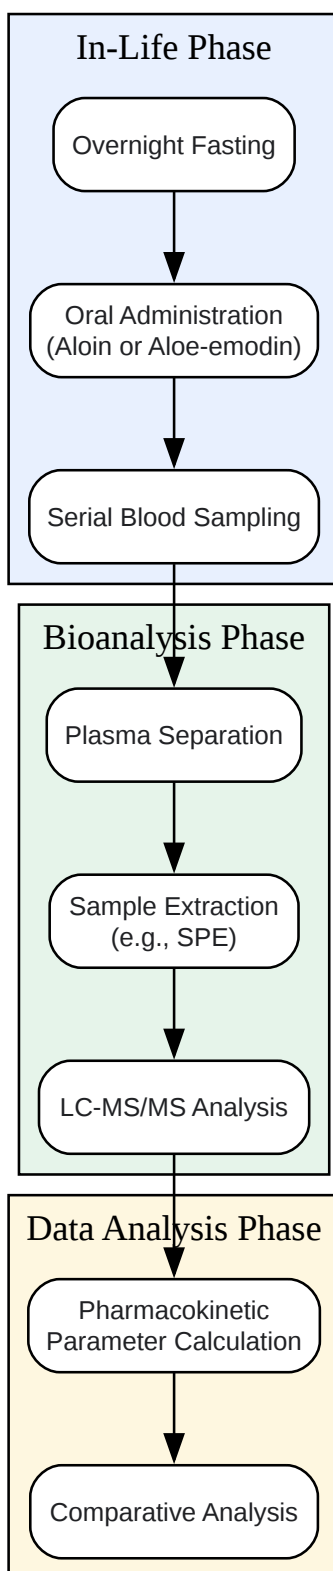 In-Life Phase
Overnight Fasting
Oral Administration
(Aloin or Aloe-emodin)
Serial Blood Sampling
Bioanalysis Phase
Plasma Separation
Sample Extraction
(e.g., SPE)
LC-MS/MS Analysis
Data Analysis Phase
Pharmacokinetic
Parameter Calculation
Comparative Analysis